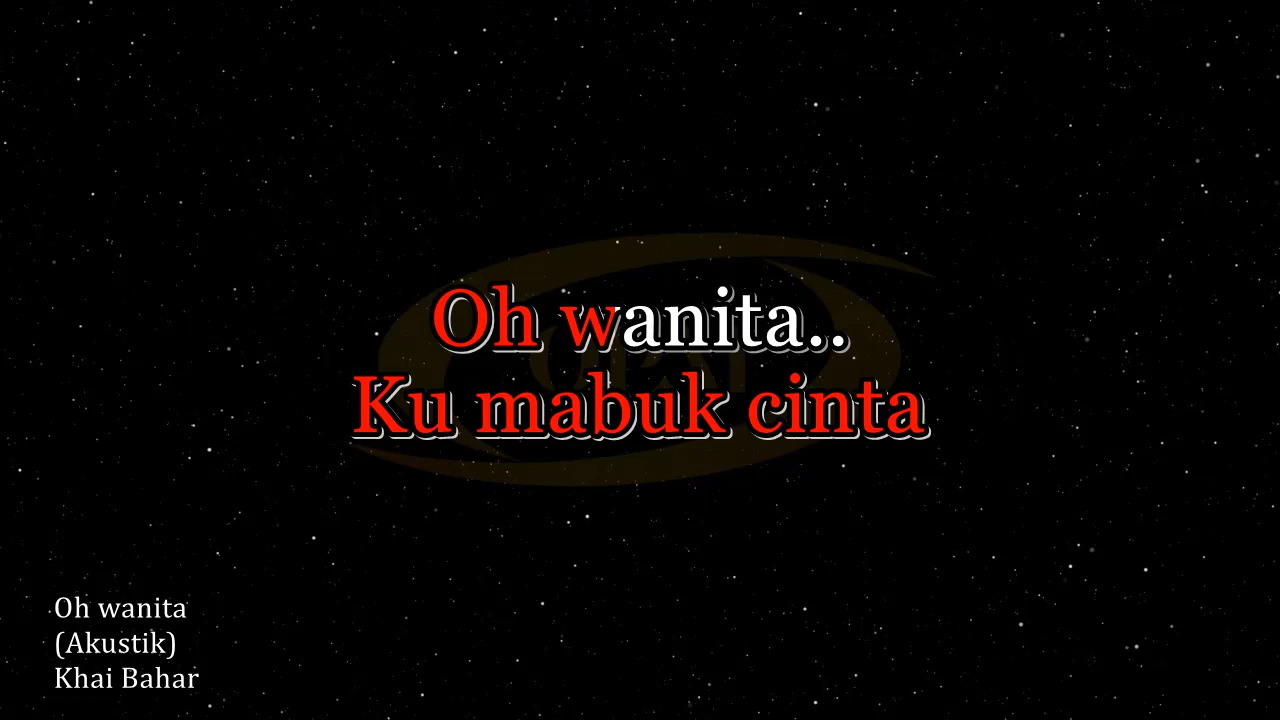 Oh wanita..
Ku mabuk cinta
Oh wanita
(Akustik)
Khai Bahar